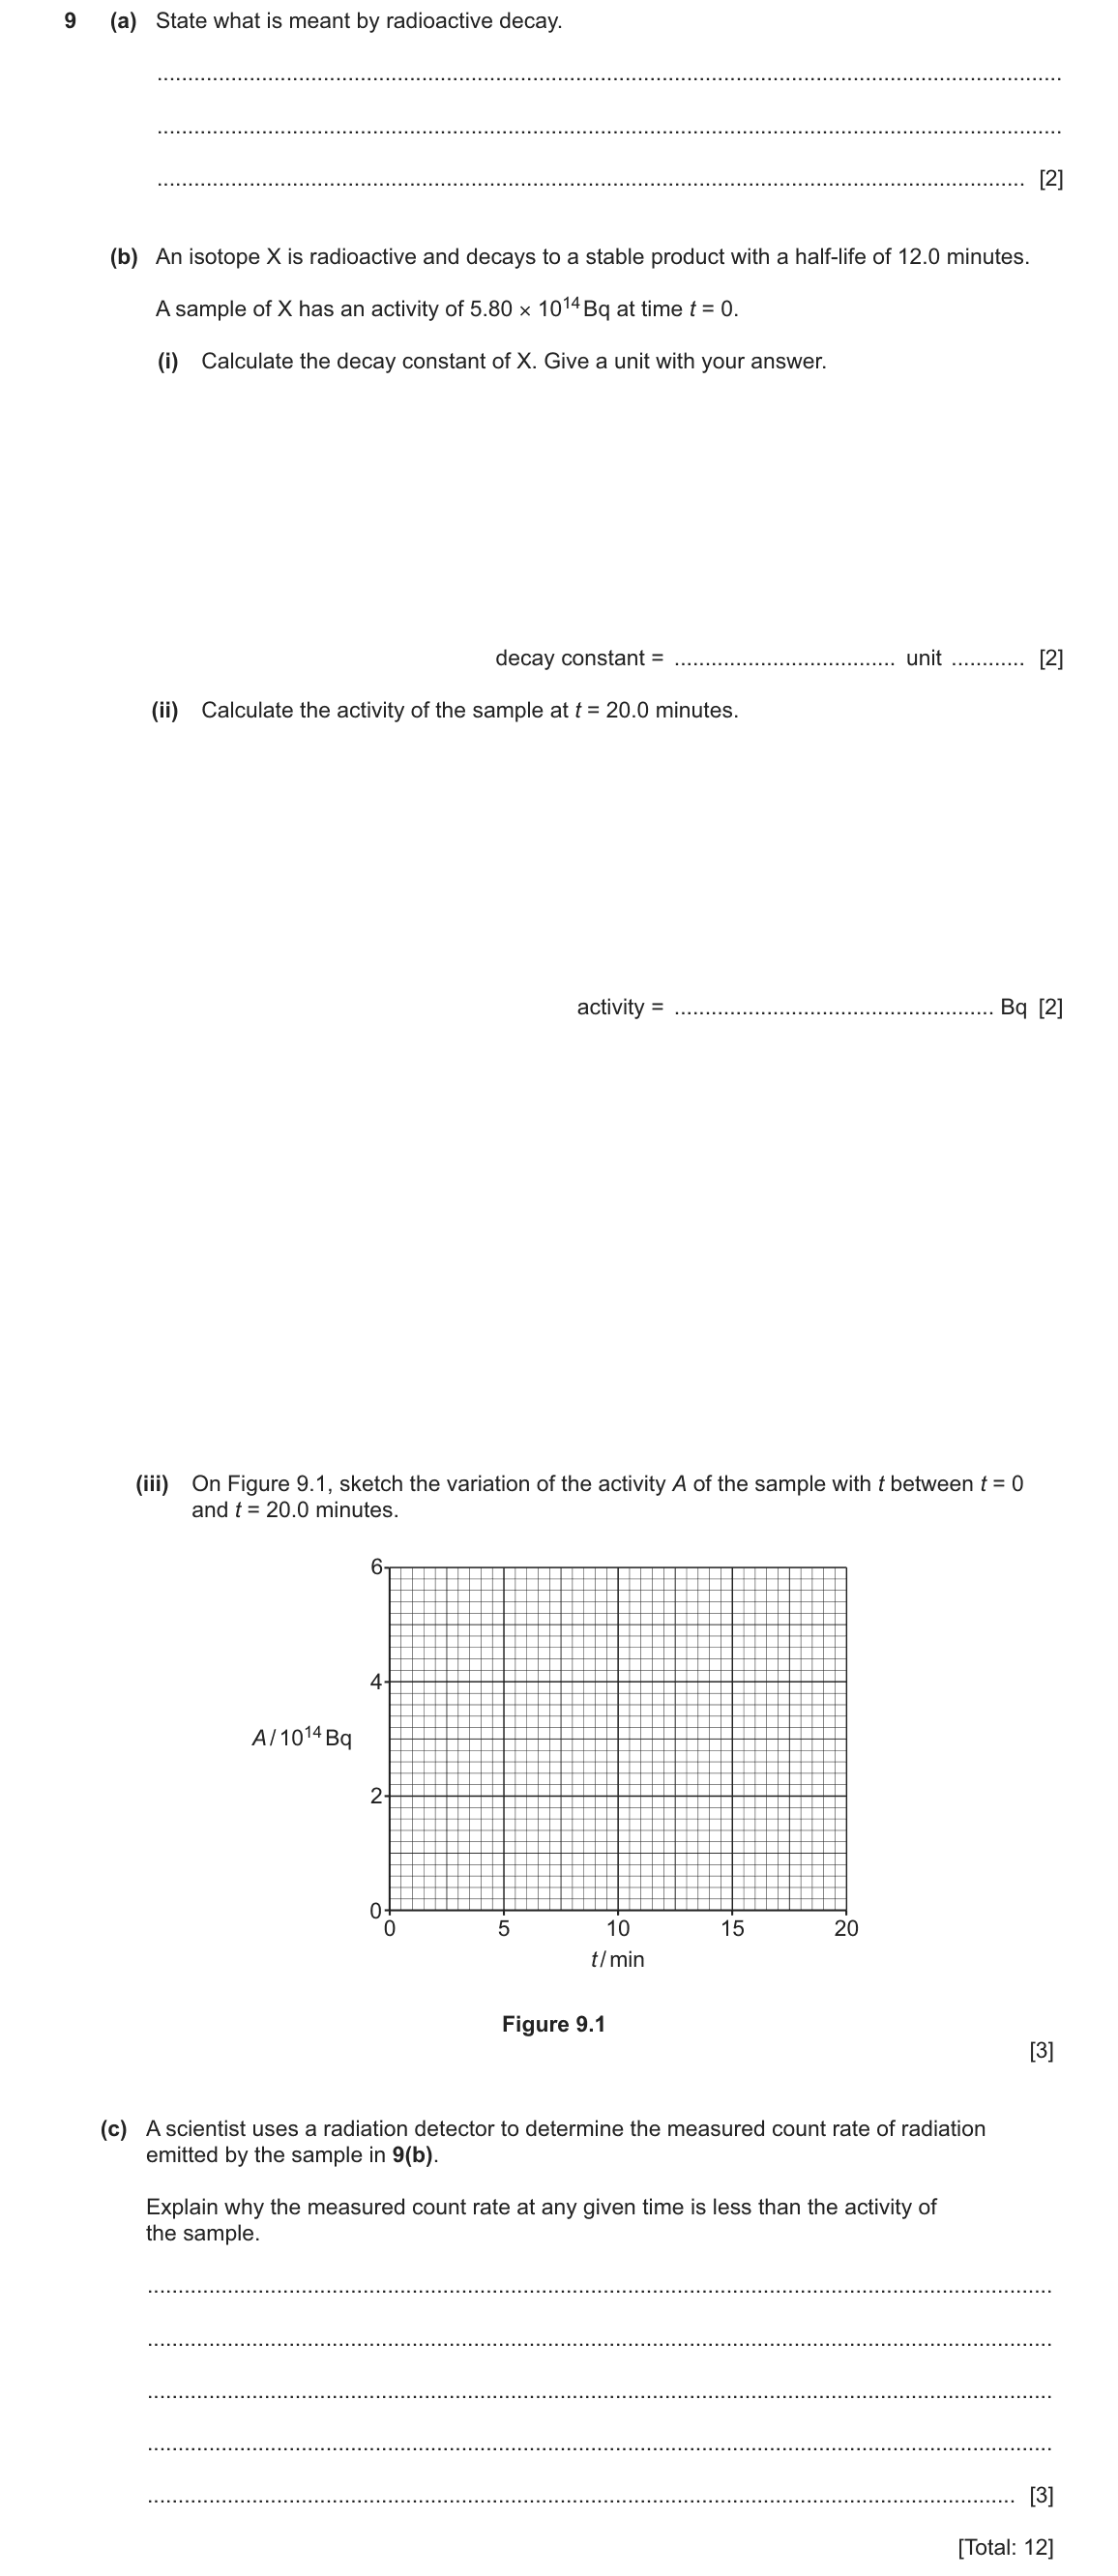 9 (a) State what is meant by radioactive decay.
..........................................................................................
..........................................................................................
.......................................................................................... [2]
(b) An isotope X is radioactive and decays to a stable product with a half-life of 12.0 minutes.
A sample of X has an activity of 5.80 × 10¹⁴ Bq at time t = 0.
(i) Calculate the decay constant of X. Give a unit with your answer.
decay constant = .................................... unit ............ [2]
(ii) Calculate the activity of the sample at t = 20.0 minutes.
activity = .................................................... Bq [2]
(iii) On Figure 9.1, sketch the variation of the activity A of the sample with t between t = 0
and t = 20.0 minutes.
6
4
A / 10¹⁴ Bq
2
0
0 5 10 15 20
t / min
Figure 9.1
[3]
(c) A scientist uses a radiation detector to determine the measured count rate of radiation
emitted by the sample in 9(b).
Explain why the measured count rate at any given time is less than the activity of
the sample.
..........................................................................................
..........................................................................................
..........................................................................................
..........................................................................................
.......................................................................................... [3]
[Total: 12]